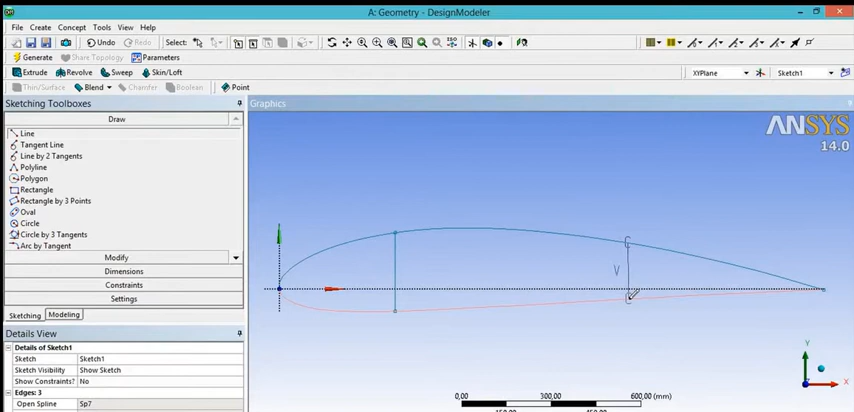 A: Geometry - DesignModeler
File Create Concept Tools View Help
Undo Redo Select:
Generate Share Topology Parameters
Extrude Revolve Sweep Skin/Loft
XYPlane Sketch1
Thin/Surface Blend Chamfer Boolean Point
Sketching Toolboxes
Graphics
Draw
Line
Tangent Line
Line by 2 Tangents
Polyline
Polygon
Rectangle
Rectangle by 3 Points
Oval
Circle
Circle by 3 Tangents
Arc by Tangent
Modify
Dimensions
Constraints
Settings
Sketching Modeling
Details View
Details of Sketch1
Sketch Sketch1
Sketch Visibility Show Sketch
Show Constraints? No
Edges: 3
Open Spline Sp7
ANSYS
14.0
C
V
C
Y
X
0,00 300,00 600,00 (mm)
150,00 450,00